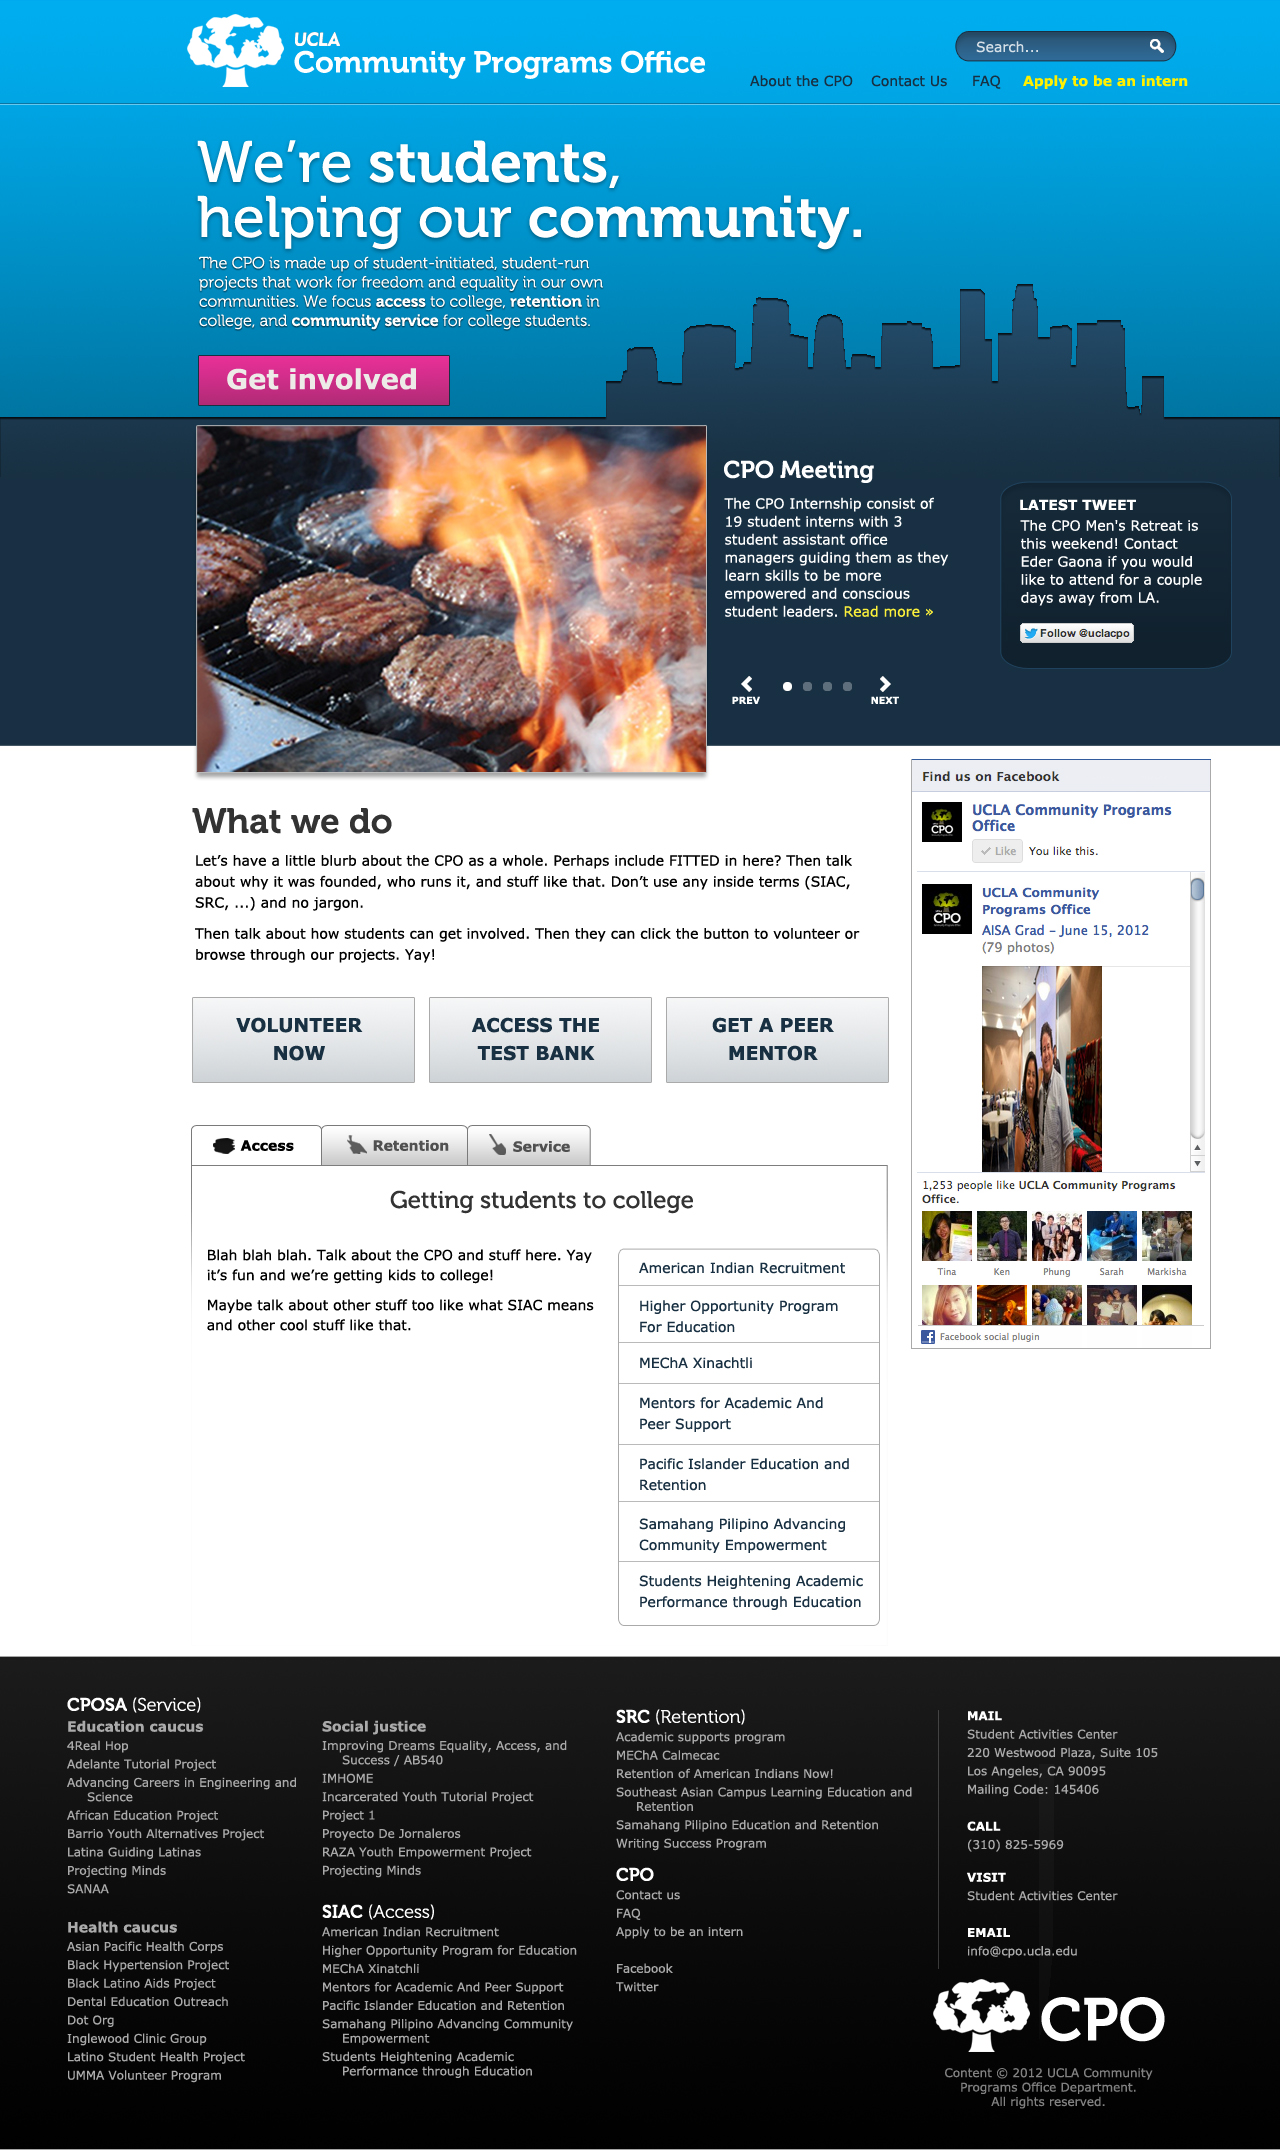 UCLA
Community Programs Office
Search...
About the CPO Contact Us FAQ Apply to be an intern
We're students,
helping our community.
The CPO is made up of student-initiated, student-run
projects that work for freedom and equality in our own
communities. We focus access to college, retention in
college, and community service for college students.
Get involved
CPO Meeting
The CPO Internship consist of
19 student interns with 3
student assistant office
managers guiding them as they
learn skills to be more
empowered and conscious
student leaders. Read more »
PREV
NEXT
LATEST TWEET
The CPO Men's Retreat is
this weekend! Contact
Eder Gaona if you would
like to attend for a couple
days away from LA.
Follow @uclacpo
What we do
Let's have a little blurb about the CPO as a whole. Perhaps include FITTED in here? Then talk
about why it was founded, who runs it, and stuff like that. Don't use any inside terms (SIAC,
SRC, ...) and no jargon.
Then talk about how students can get involved. Then they can click the button to volunteer or
browse through our projects. Yay!
VOLUNTEER
NOW
ACCESS THE
TEST BANK
GET A PEER
MENTOR
Find us on Facebook
CPO
UCLA Community Programs
Office
Like You like this.
CPO
UCLA Community
Programs Office
AISA Grad – June 15, 2012
(79 photos)
1,253 people like UCLA Community Programs
Office.
Tina Ken Phung Sarah Markisha
Facebook social plugin
Access
Retention
Service
Getting students to college
Blah blah blah. Talk about the CPO and stuff here. Yay
it's fun and we're getting kids to college!
Maybe talk about other stuff too like what SIAC means
and other cool stuff like that.
American Indian Recruitment
Higher Opportunity Program
For Education
MEChA Xinachtli
Mentors for Academic And
Peer Support
Pacific Islander Education and
Retention
Samahang Pilipino Advancing
Community Empowerment
Students Heightening Academic
Performance through Education
CPOSA (Service)
Education caucus
4Real Hop
Adelante Tutorial Project
Advancing Careers in Engineering and
Science
African Education Project
Barrio Youth Alternatives Project
Latina Guiding Latinas
Projecting Minds
SANAA
Health caucus
Asian Pacific Health Corps
Black Hypertension Project
Black Latino Aids Project
Dental Education Outreach
Dot Org
Inglewood Clinic Group
Latino Student Health Project
UMMA Volunteer Program
Social justice
Improving Dreams Equality, Access, and
Success / AB540
IMHOME
Incarcerated Youth Tutorial Project
Project 1
Proyecto De Jornaleros
RAZA Youth Empowerment Project
Projecting Minds
SIAC (Access)
American Indian Recruitment
Higher Opportunity Program for Education
MEChA Xinatchli
Mentors for Academic And Peer Support
Pacific Islander Education and Retention
Samahang Pilipino Advancing Community
Empowerment
Students Heightening Academic
Performance through Education
SRC (Retention)
Academic supports program
MEChA Calmecac
Retention of American Indians Now!
Southeast Asian Campus Learning Education and
Retention
Samahang Pilipino Education and Retention
Writing Success Program
CPO
Contact us
FAQ
Apply to be an intern
Facebook
Twitter
MAIL
Student Activities Center
220 Westwood Plaza, Suite 105
Los Angeles, CA 90095
Mailing Code: 145406
CALL
(310) 825-5969
VISIT
Student Activities Center
EMAIL
info@cpo.ucla.edu
CPO
Content © 2012 UCLA Community
Programs Office Department.
All rights reserved.